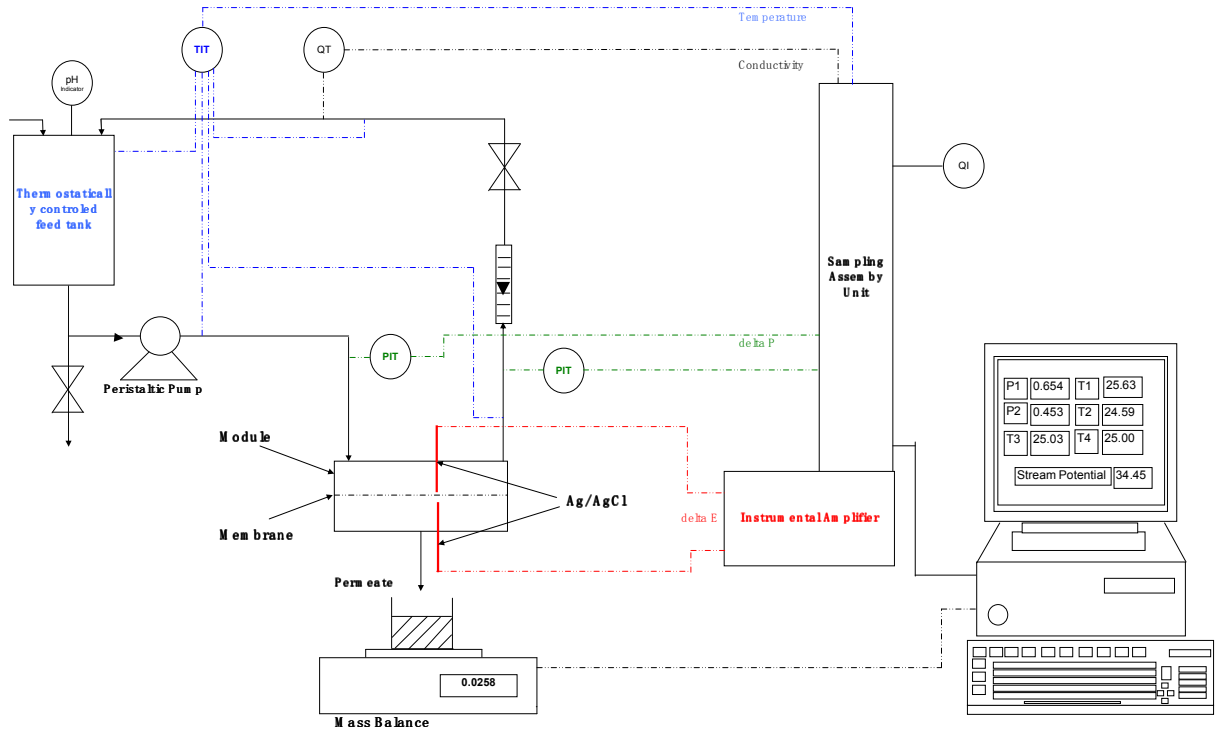 Temperature
TIT
QT
Conductivity
pH
Indicator
QI
Thermostaticall
y controled
feed tank
Sampling
Assemby
Unit
delta P
PIT
PIT
Peristaltic Pump
P1 0.654 T1 25.63
P2 0.453 T2 24.59
T3 25.03 T4 25.00
Stream Potential 34.45
Module
Ag/AgCl
delta E
Instrumental Amplifier
Membrane
Permeate
0.0258
Mass Balance